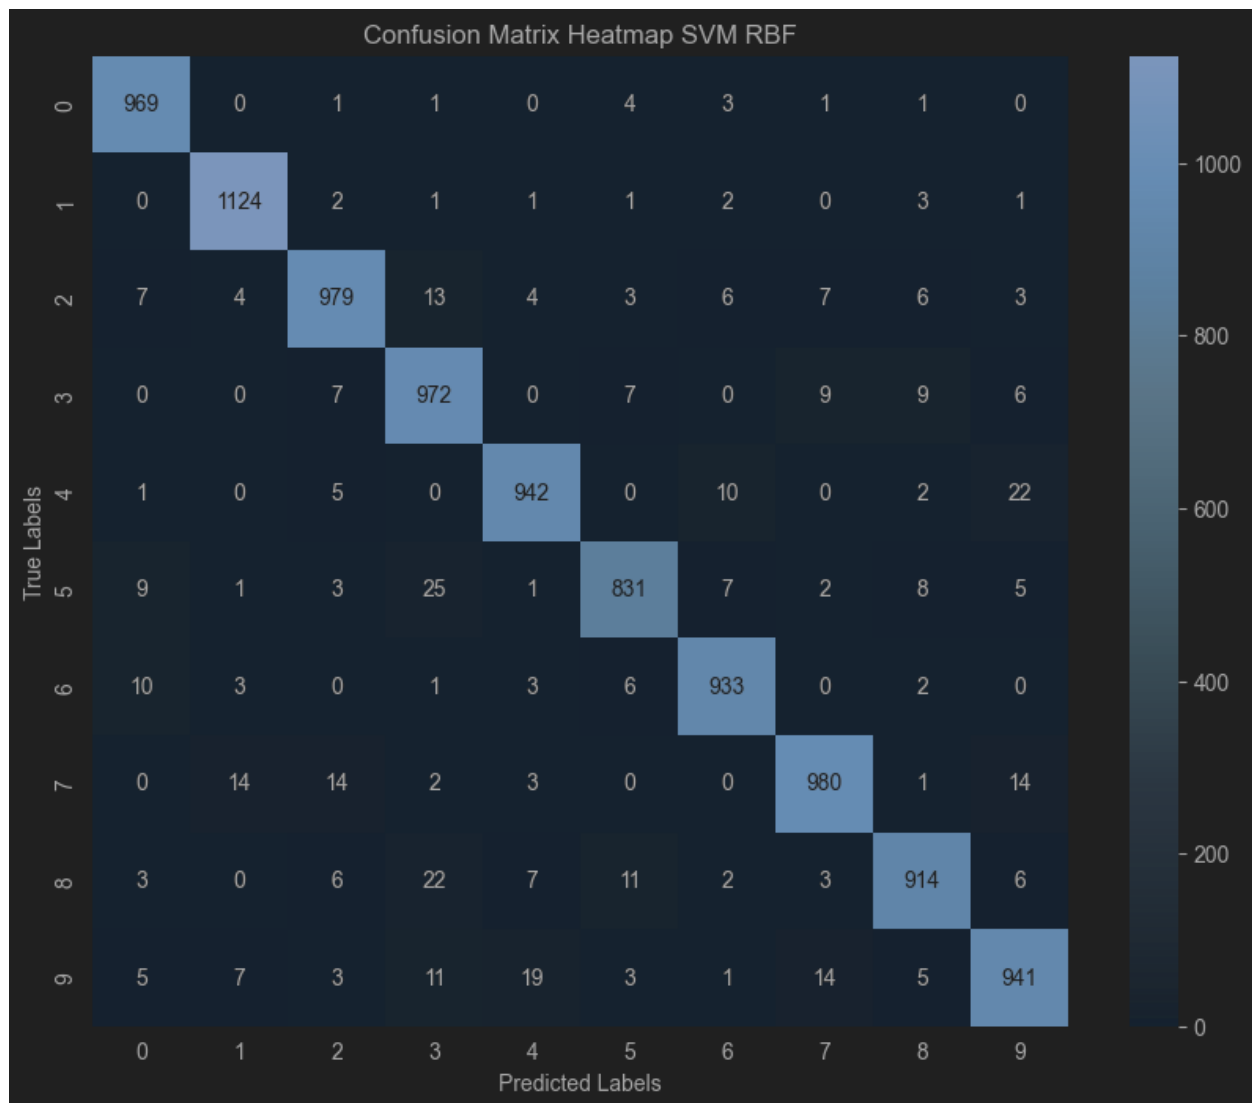 Confusion Matrix Heatmap SVM RBF
0 969 0 1 1 0 4 3 1 1 0
1 0 1124 2 1 1 1 2 0 3 1
2 7 4 979 13 4 3 6 7 6 3
3 0 0 7 972 0 7 0 9 9 6
4 1 0 5 0 942 0 10 0 2 22
5 9 1 3 25 1 831 7 2 8 5
6 10 3 0 1 3 6 933 0 2 0
7 0 14 14 2 3 0 0 980 1 14
8 3 0 6 22 7 11 2 3 914 6
9 5 7 3 11 19 3 1 14 5 941
0 1 2 3 4 5 6 7 8 9
True Labels
Predicted Labels
1000
800
600
400
200
0